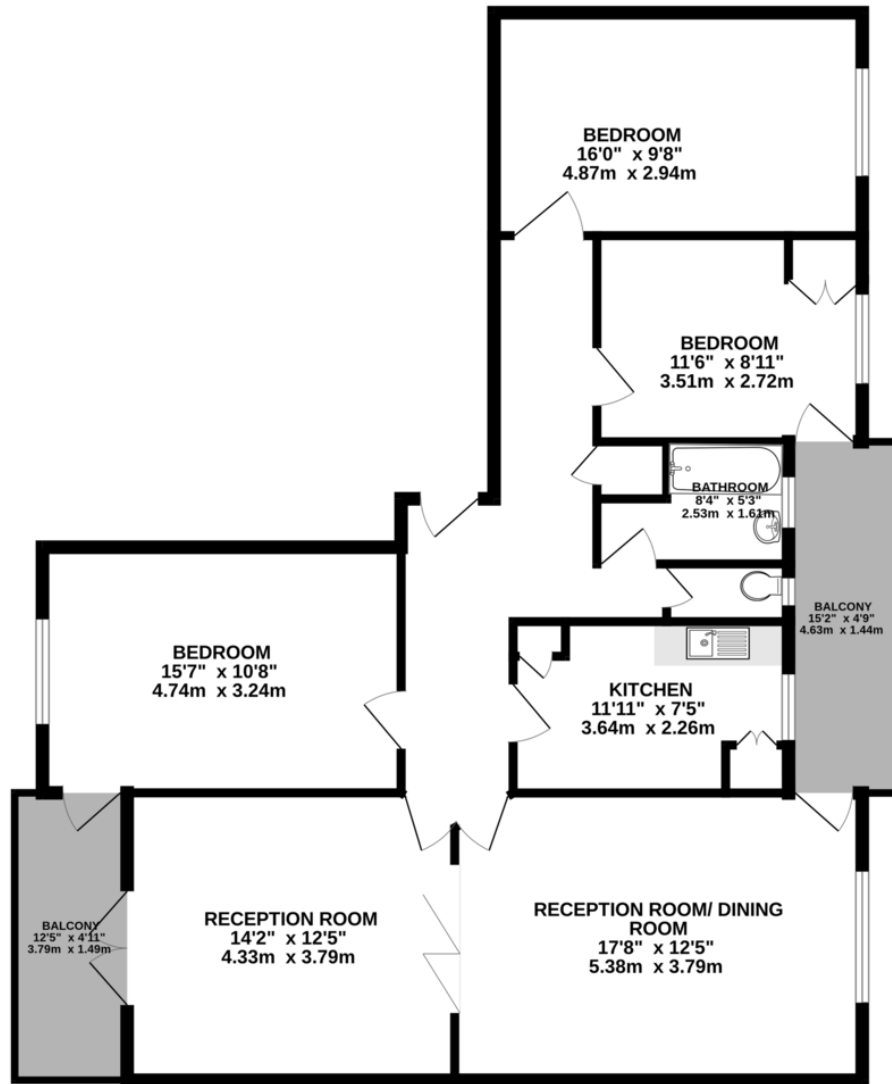 BEDROOM
16'0" x 9'8"
4.87m x 2.94m
BEDROOM
11'6" x 8'11"
3.51m x 2.72m
BATHROOM
8'4" x 5'3"
2.53m x 1.61m
BALCONY
15'2" x 4'9"
4.63m x 1.44m
BEDROOM
15'7" x 10'8"
4.74m x 3.24m
KITCHEN
11'11" x 7'5"
3.64m x 2.26m
BALCONY
12'5" x 4'11"
3.79m x 1.49m
RECEPTION ROOM
14'2" x 12'5"
4.33m x 3.79m
RECEPTION ROOM/ DINING
ROOM
17'8" x 12'5"
5.38m x 3.79m